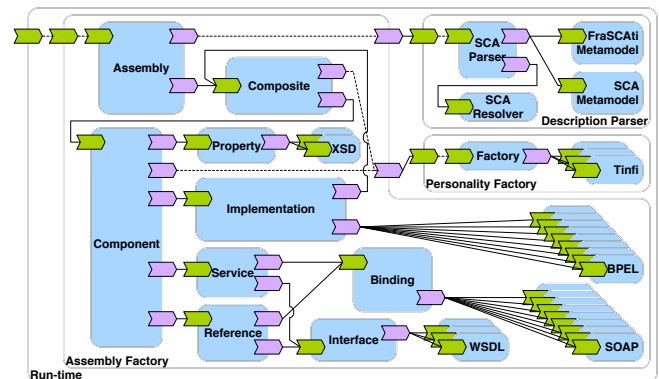 Assembly
Composite
SCA
Parser
FraSCAti
Metamodel
SCA
Metamodel
SCA
Resolver
Description Parser
Property
XSD
Factory
Tinfi
Personality Factory
Component
Implementation
BPEL
Service
Binding
Reference
Interface
WSDL
SOAP
Assembly Factory
Run-time